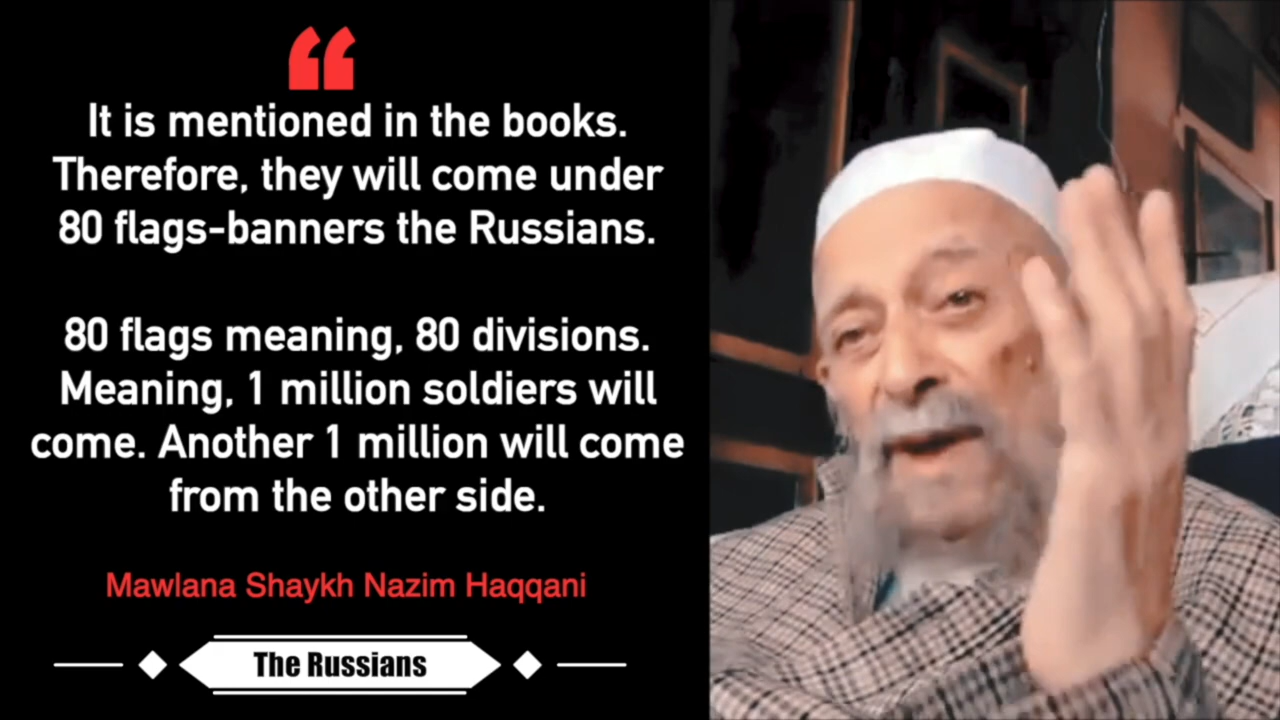 It is mentioned in the books.
Therefore, they will come under
80 flags-banners the Russians.
80 flags meaning, 80 divisions.
Meaning, 1 million soldiers will
come. Another 1 million will come
from the other side.
Mawlana Shaykh Nazim Haqqani
The Russians